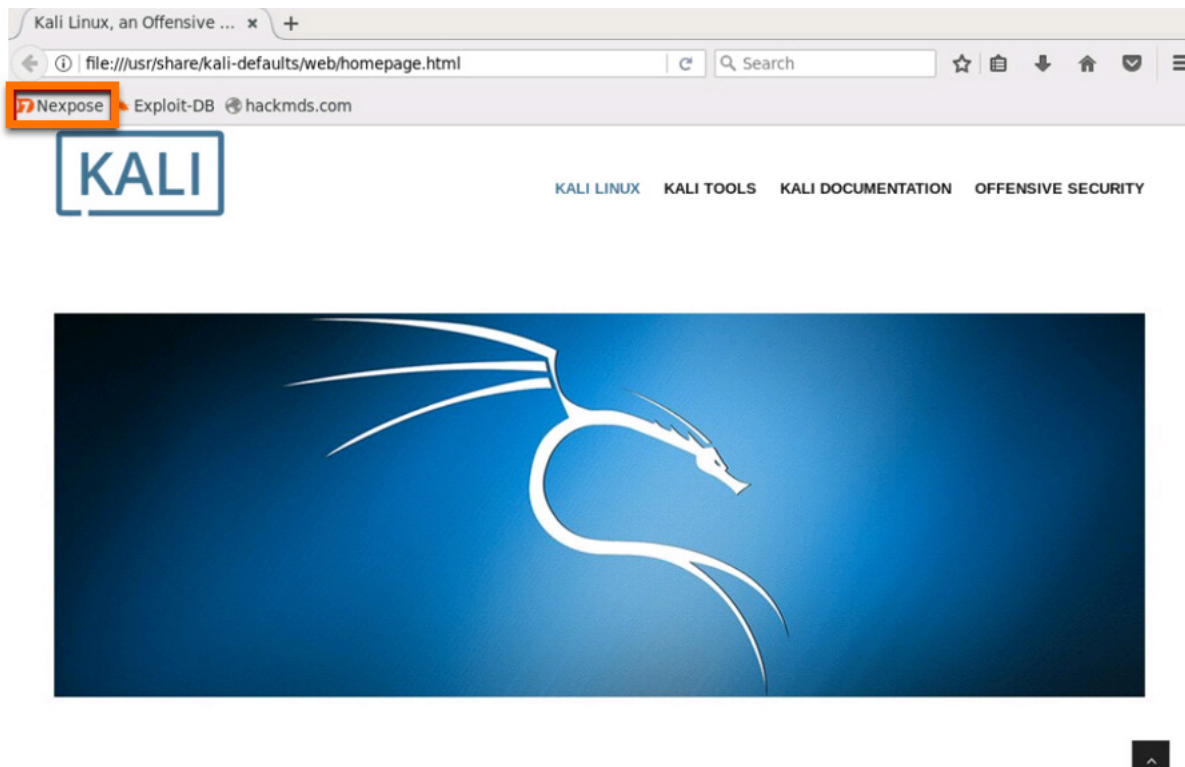 Kali Linux, an Offensive ...
file:///usr/share/kali-defaults/web/homepage.html Search
Nexpose Exploit-DB hackmds.com
KALI
KALI LINUX KALI TOOLS KALI DOCUMENTATION OFFENSIVE SECURITY